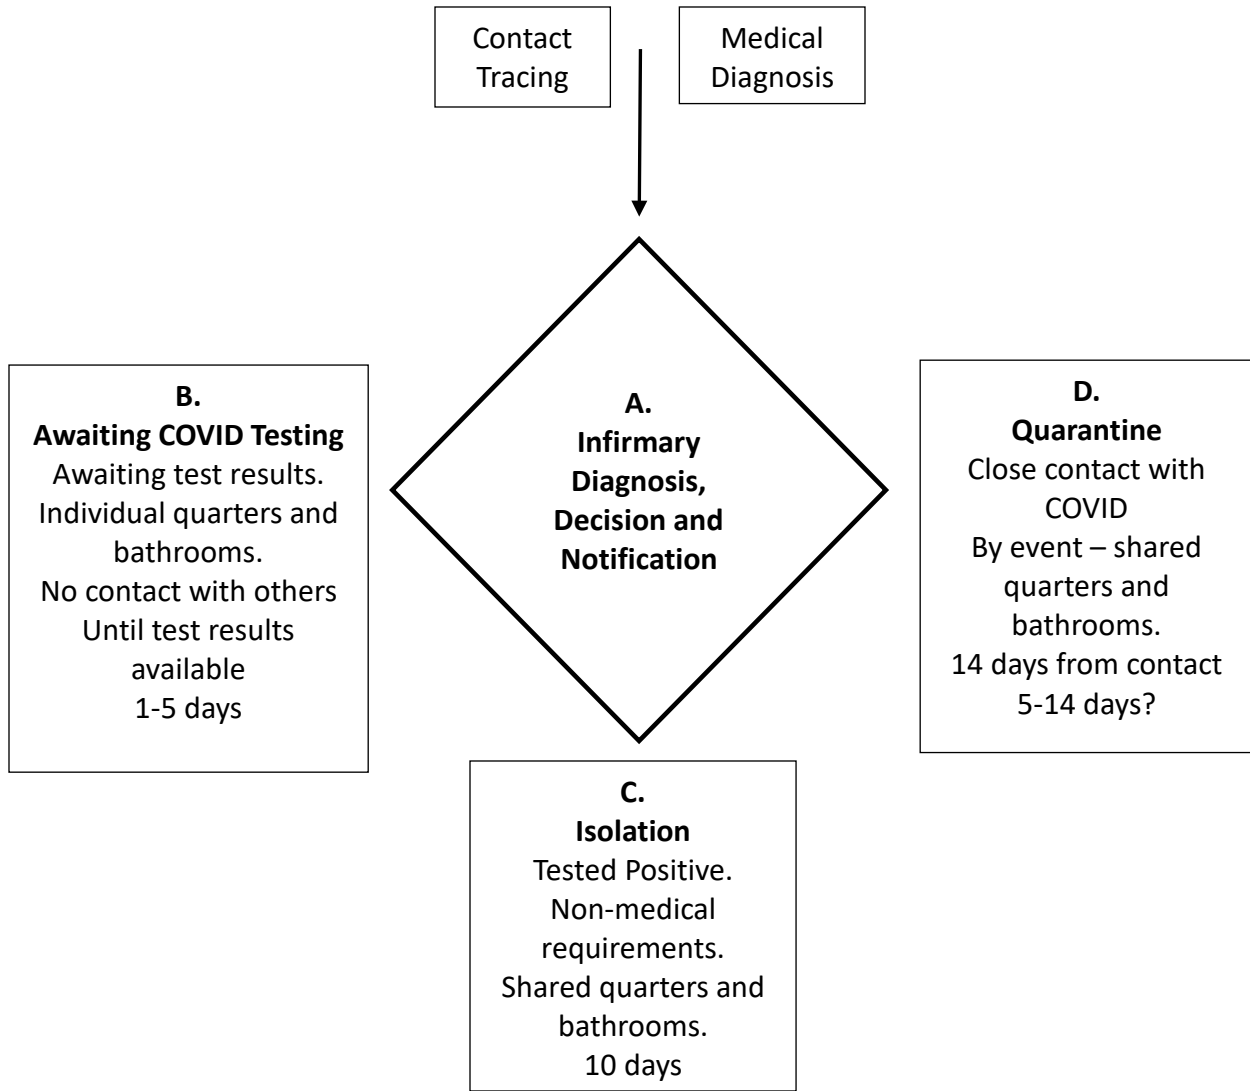 Contact
Tracing
Medical
Diagnosis
A.
Infirmary
Diagnosis,
Decision and
Notification
B.
Awaiting COVID Testing
Awaiting test results.
Individual quarters and
bathrooms.
No contact with others
Until test results
available
1-5 days
D.
Quarantine
Close contact with
COVID
By event – shared
quarters and
bathrooms.
14 days from contact
5-14 days?
C.
Isolation
Tested Positive.
Non-medical
requirements.
Shared quarters and
bathrooms.
10 days